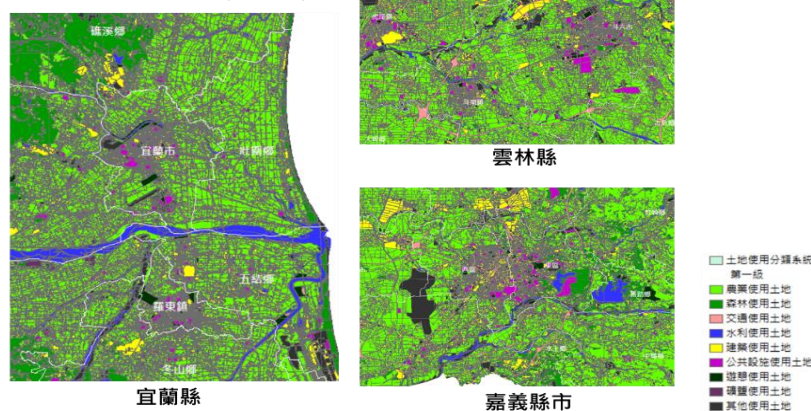 礁溪鄉
宜蘭市
壯圍鄉
五結鄉
羅東鎮
冬山鄉
宜蘭縣
斗南鎮
雲林縣
嘉義縣市
土地使用分類系統
第一級
農業使用土地
森林使用土地
交通使用土地
水利使用土地
建築使用土地
公共設施使用土地
遊憩使用土地
礦鹽使用土地
其他使用土地